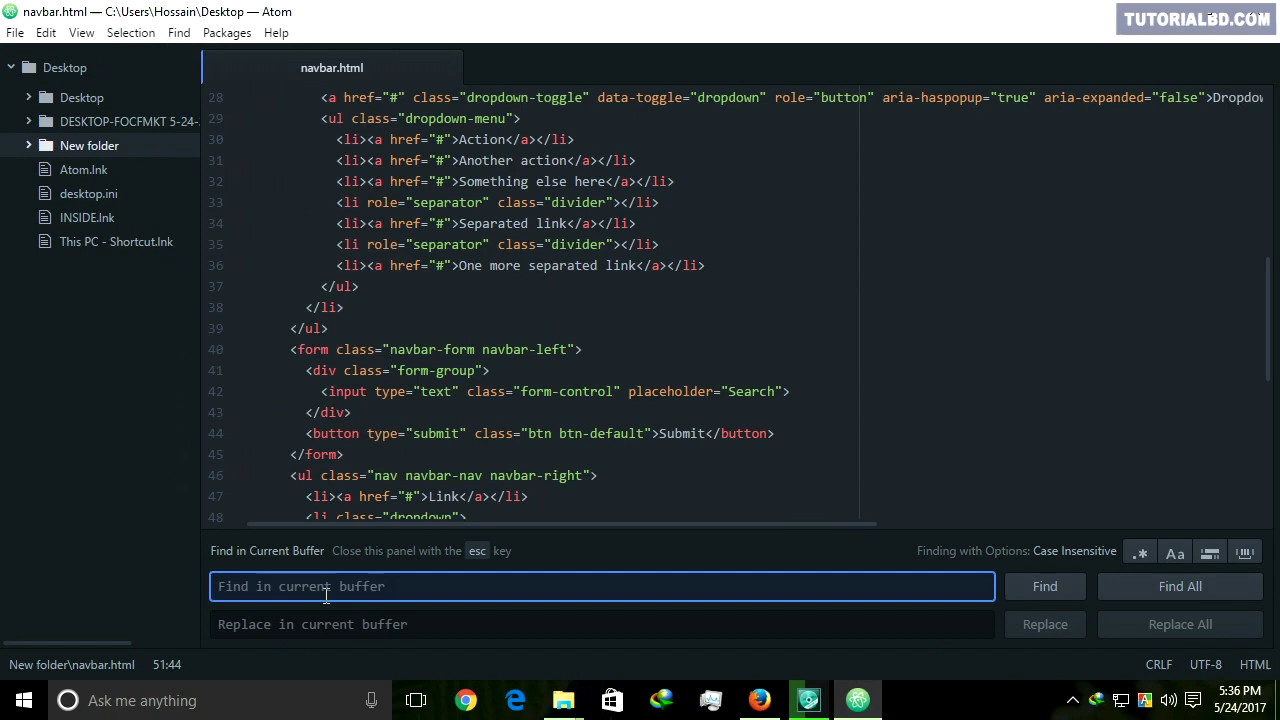 navbar.html — C:\Users\Hossain\Desktop — Atom
TUTORIALBD.COM
File Edit View Selection Find Packages Help
Desktop
Desktop
DESKTOP-FOCFMKT 5-24-
New folder
Atom.lnk
desktop.ini
INSIDE.lnk
This PC - Shortcut.lnk
navbar.html
28 <a href="#" class="dropdown-toggle" data-toggle="dropdown" role="button" aria-haspopup="true" aria-expanded="false">Dropdow
29 <ul class="dropdown-menu">
30 <li><a href="#">Action</a></li>
31 <li><a href="#">Another action</a></li>
32 <li><a href="#">Something else here</a></li>
33 <li role="separator" class="divider"></li>
34 <li><a href="#">Separated link</a></li>
35 <li role="separator" class="divider"></li>
36 <li><a href="#">One more separated link</a></li>
37 </ul>
38 </li>
39 </ul>
40 <form class="navbar-form navbar-left">
41 <div class="form-group">
42 <input type="text" class="form-control" placeholder="Search">
43 </div>
44 <button type="submit" class="btn btn-default">Submit</button>
45 </form>
46 <ul class="nav navbar-nav navbar-right">
47 <li><a href="#">Link</a></li>
48 <li class="dropdown">
Find in Current Buffer Close this panel with the esc key
Finding with Options: Case Insensitive .* Aa
Find in current buffer Find Find All
Replace in current buffer Replace Replace All
New folder\navbar.html 51:44 CRLF UTF-8 HTML
Ask me anything
5:36 PM
5/24/2017